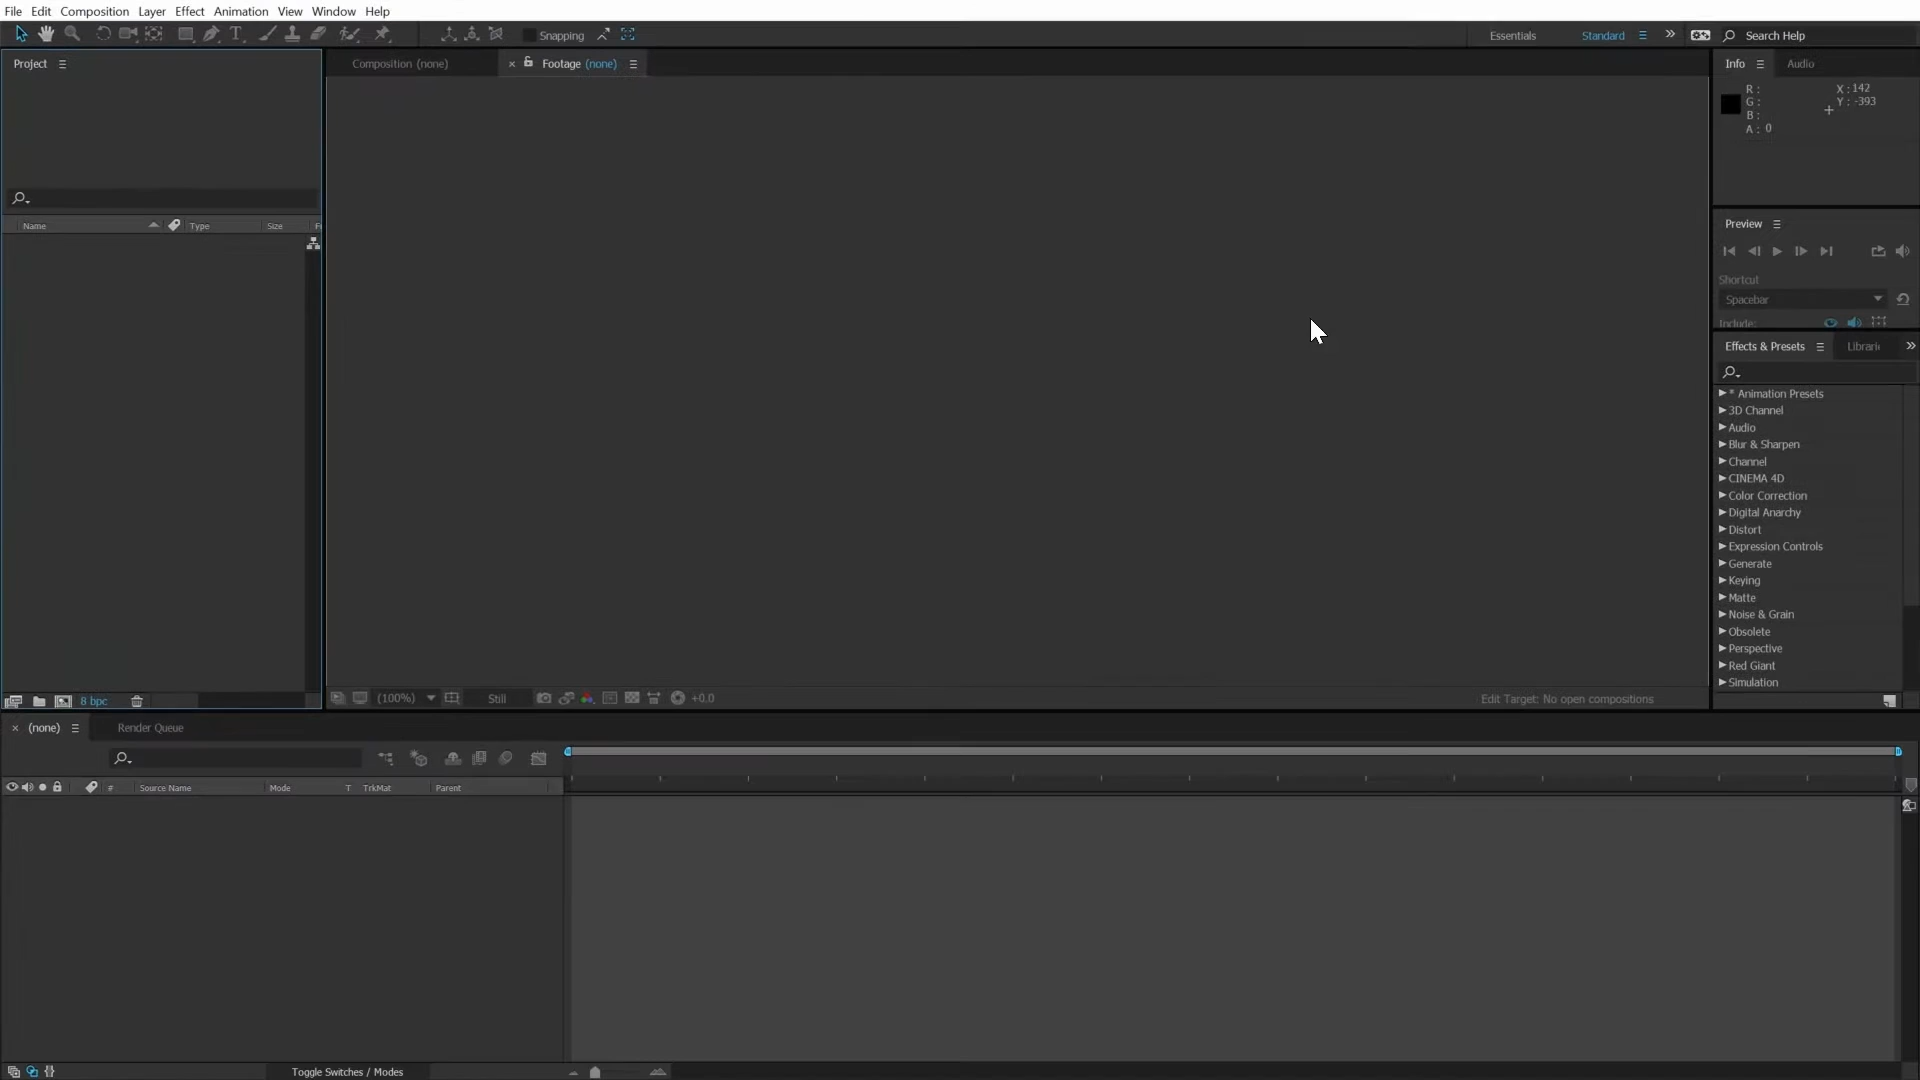 File Edit Composition Layer Effect Animation View Window Help
Snapping
Essentials Standard Search Help
Project
Composition (none)
Footage (none)
Info Audio
R :
G :
B :
A : 0
X : 142
Y : -393
Name Type Size
Preview
Shortcut
Spacebar
Include:
Effects & Presets Librari
* Animation Presets
3D Channel
Audio
Blur & Sharpen
Channel
CINEMA 4D
Color Correction
Digital Anarchy
Distort
Expression Controls
Generate
Keying
Matte
Noise & Grain
Obsolete
Perspective
Red Giant
Simulation
8 bpc
(100%) Still +0.0 Edit Target: No open compositions
(none) Render Queue
# Source Name Mode T TrkMat Parent
Toggle Switches / Modes